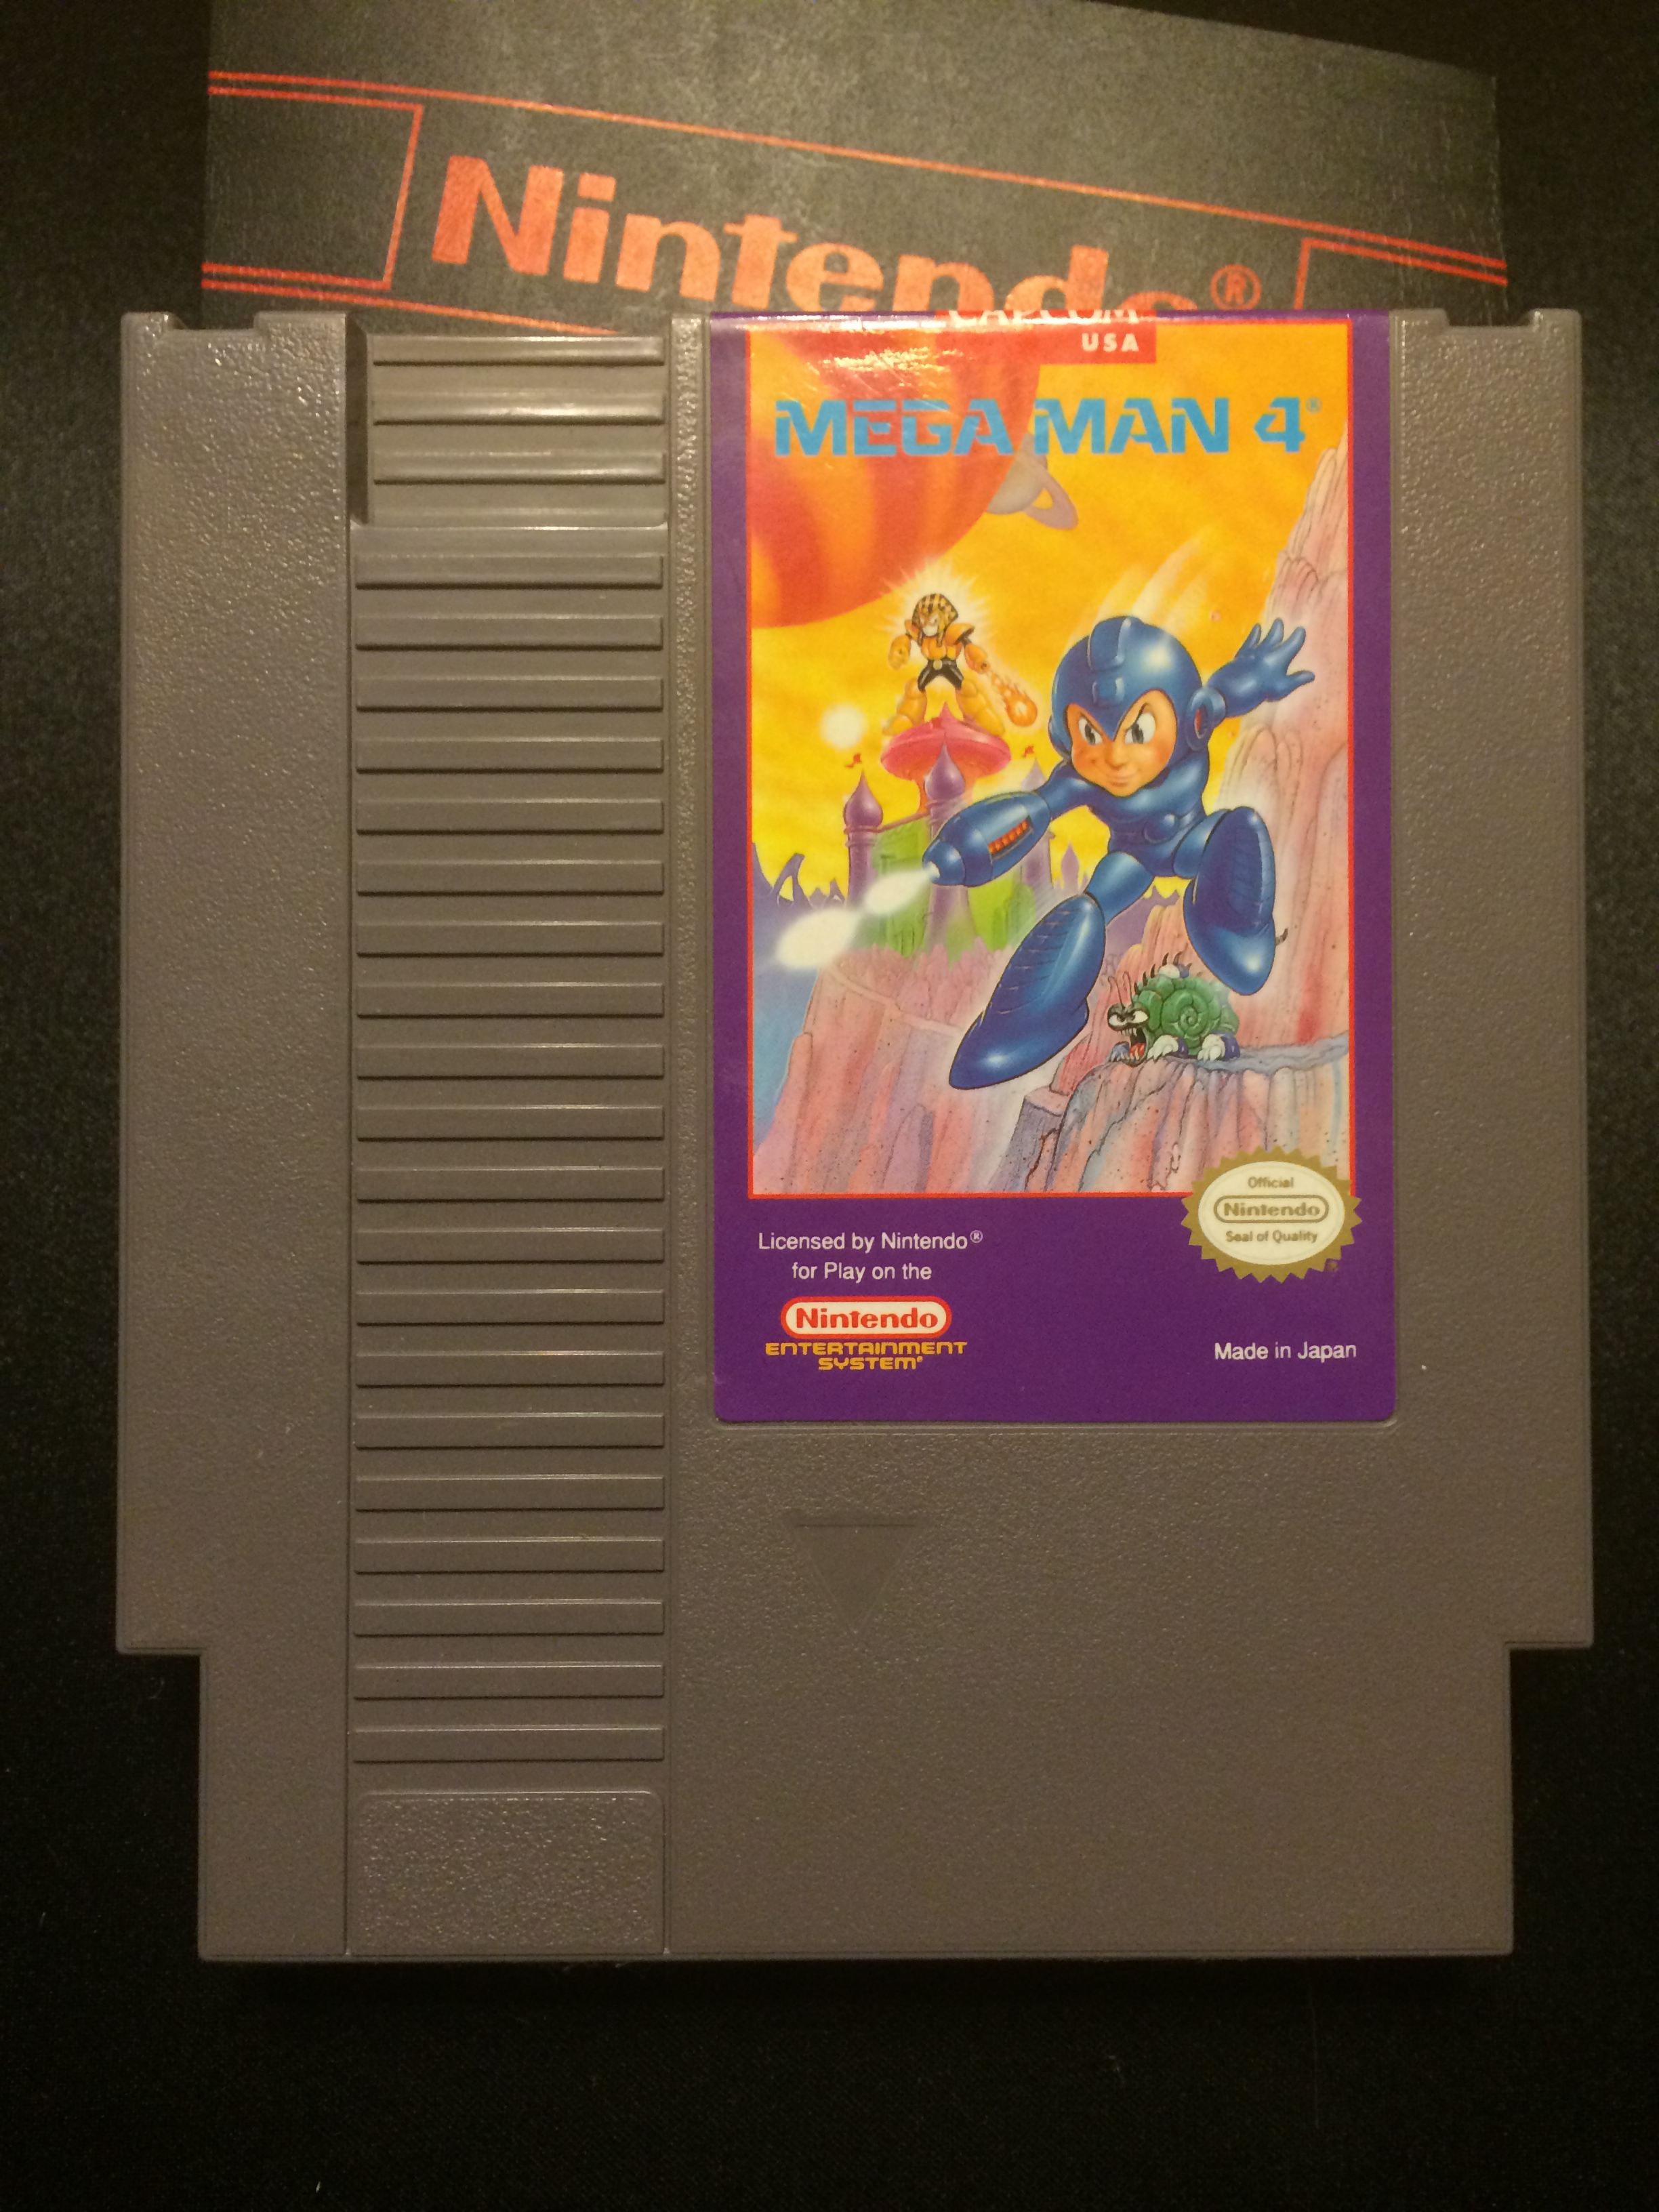 Nintendo®
CAPCOM
USA
MEGA MAN 4®
Official
Nintendo
Seal of Quality
®
Licensed by Nintendo®
for Play on the
Nintendo
ENTERTAINMENT
SYSTEM®
Made in Japan